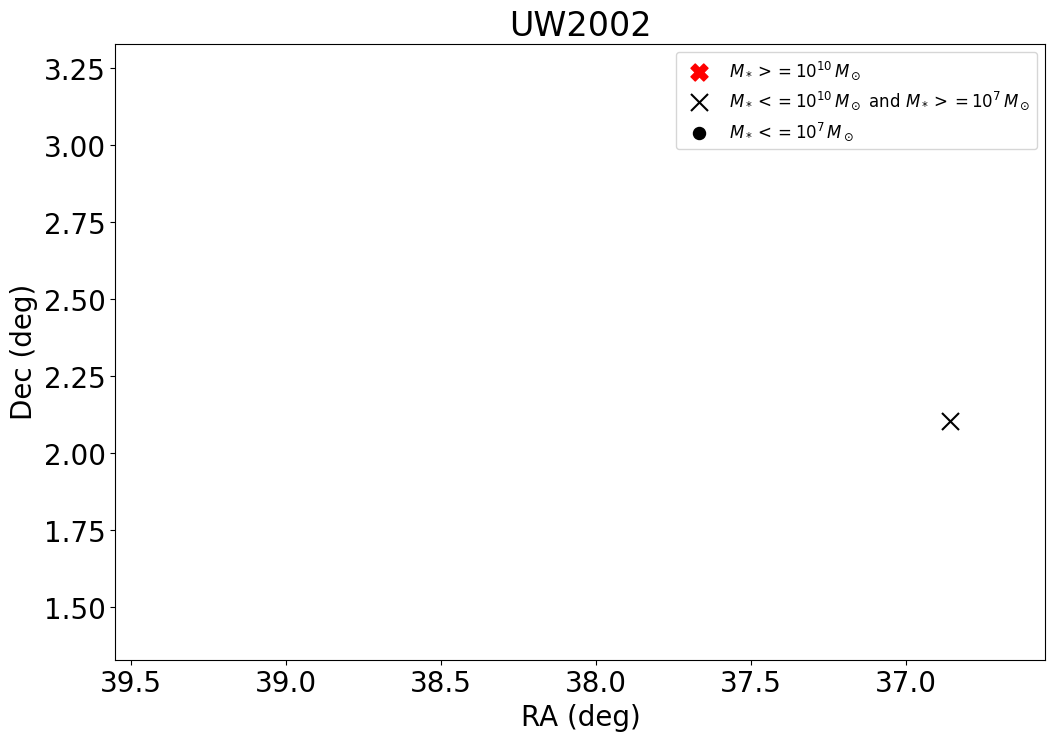 UW2002
M* >= 10^10 M⊙
M* <= 10^10 M⊙ and M* >= 10^7 M⊙
M* <= 10^7 M⊙
3.25
3.00
2.75
2.50
2.25
2.00
1.75
1.50
Dec (deg)
39.5 39.0 38.5 38.0 37.5 37.0
RA (deg)